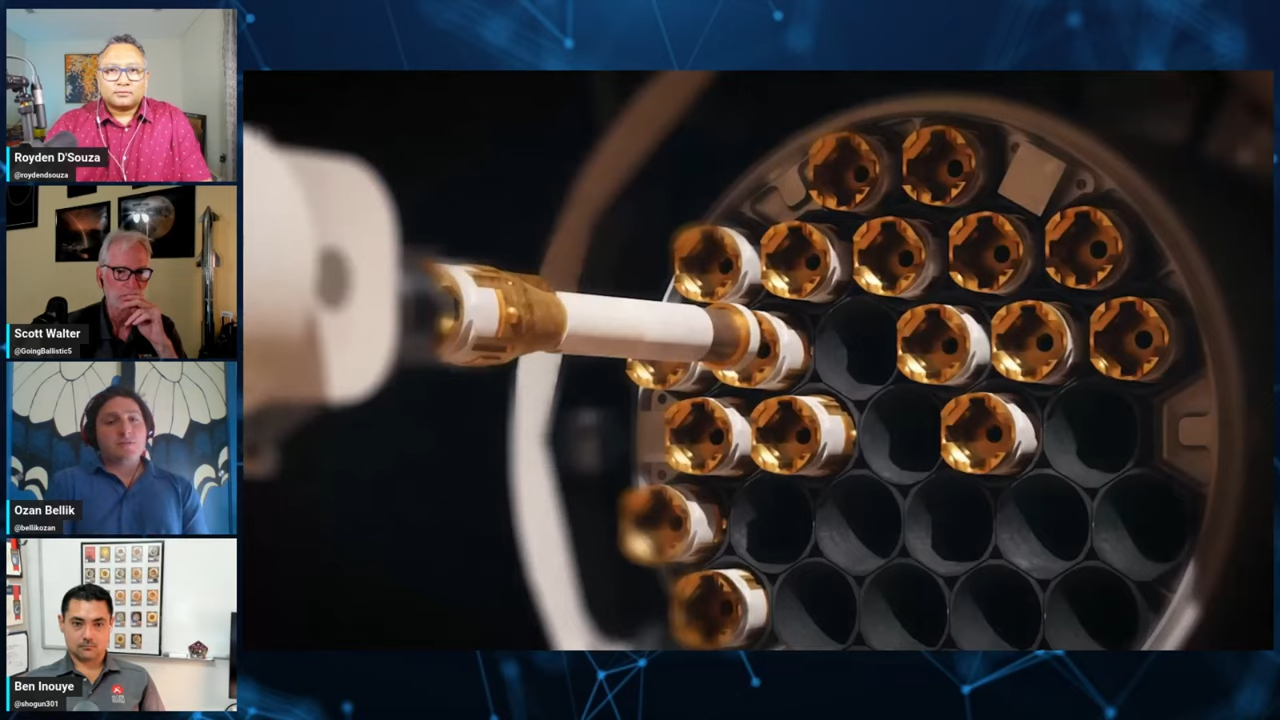 Royden D'Souza
@roydendsouza
Scott Walter
@GoingBallistic5
Ozan Bellik
@bellikozan
Ben Inouye
@shogun301